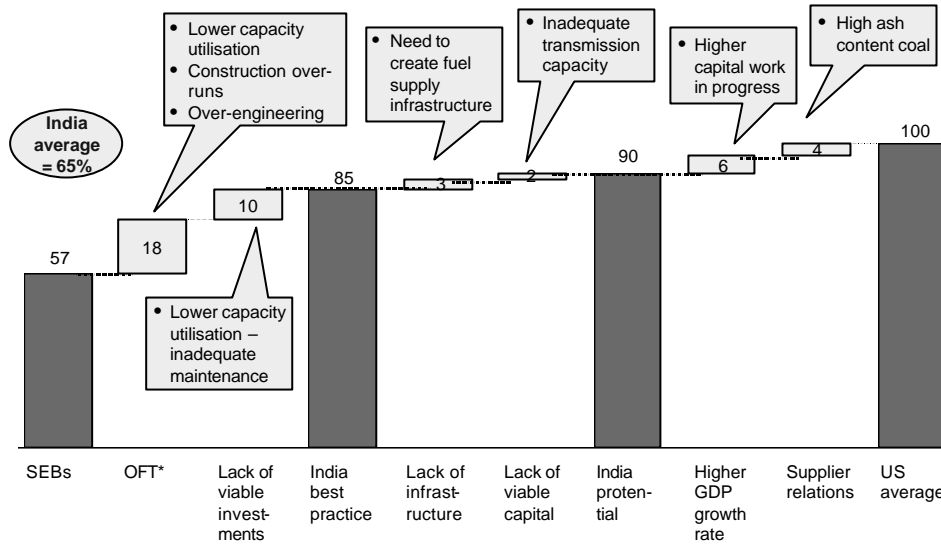 • Lower capacity
utilisation
• Construction over-
runs
• Over-engineering
• Need to
create fuel
supply
infrastructure
• Inadequate
transmission
capacity
• Higher
capital work
in progress
• High ash
content coal
India
average
= 65%
57
18
10
85
3
2
90
6
4
100
• Lower capacity
utilisation –
inadequate
maintenance
SEBs
OFT*
Lack of
viable
invest-
ments
India
best
practice
Lack of
infrast-
ructure
Lack of
viable
capital
India
proten-
tial
Higher
GDP
growth
rate
Supplier
relations
US
average